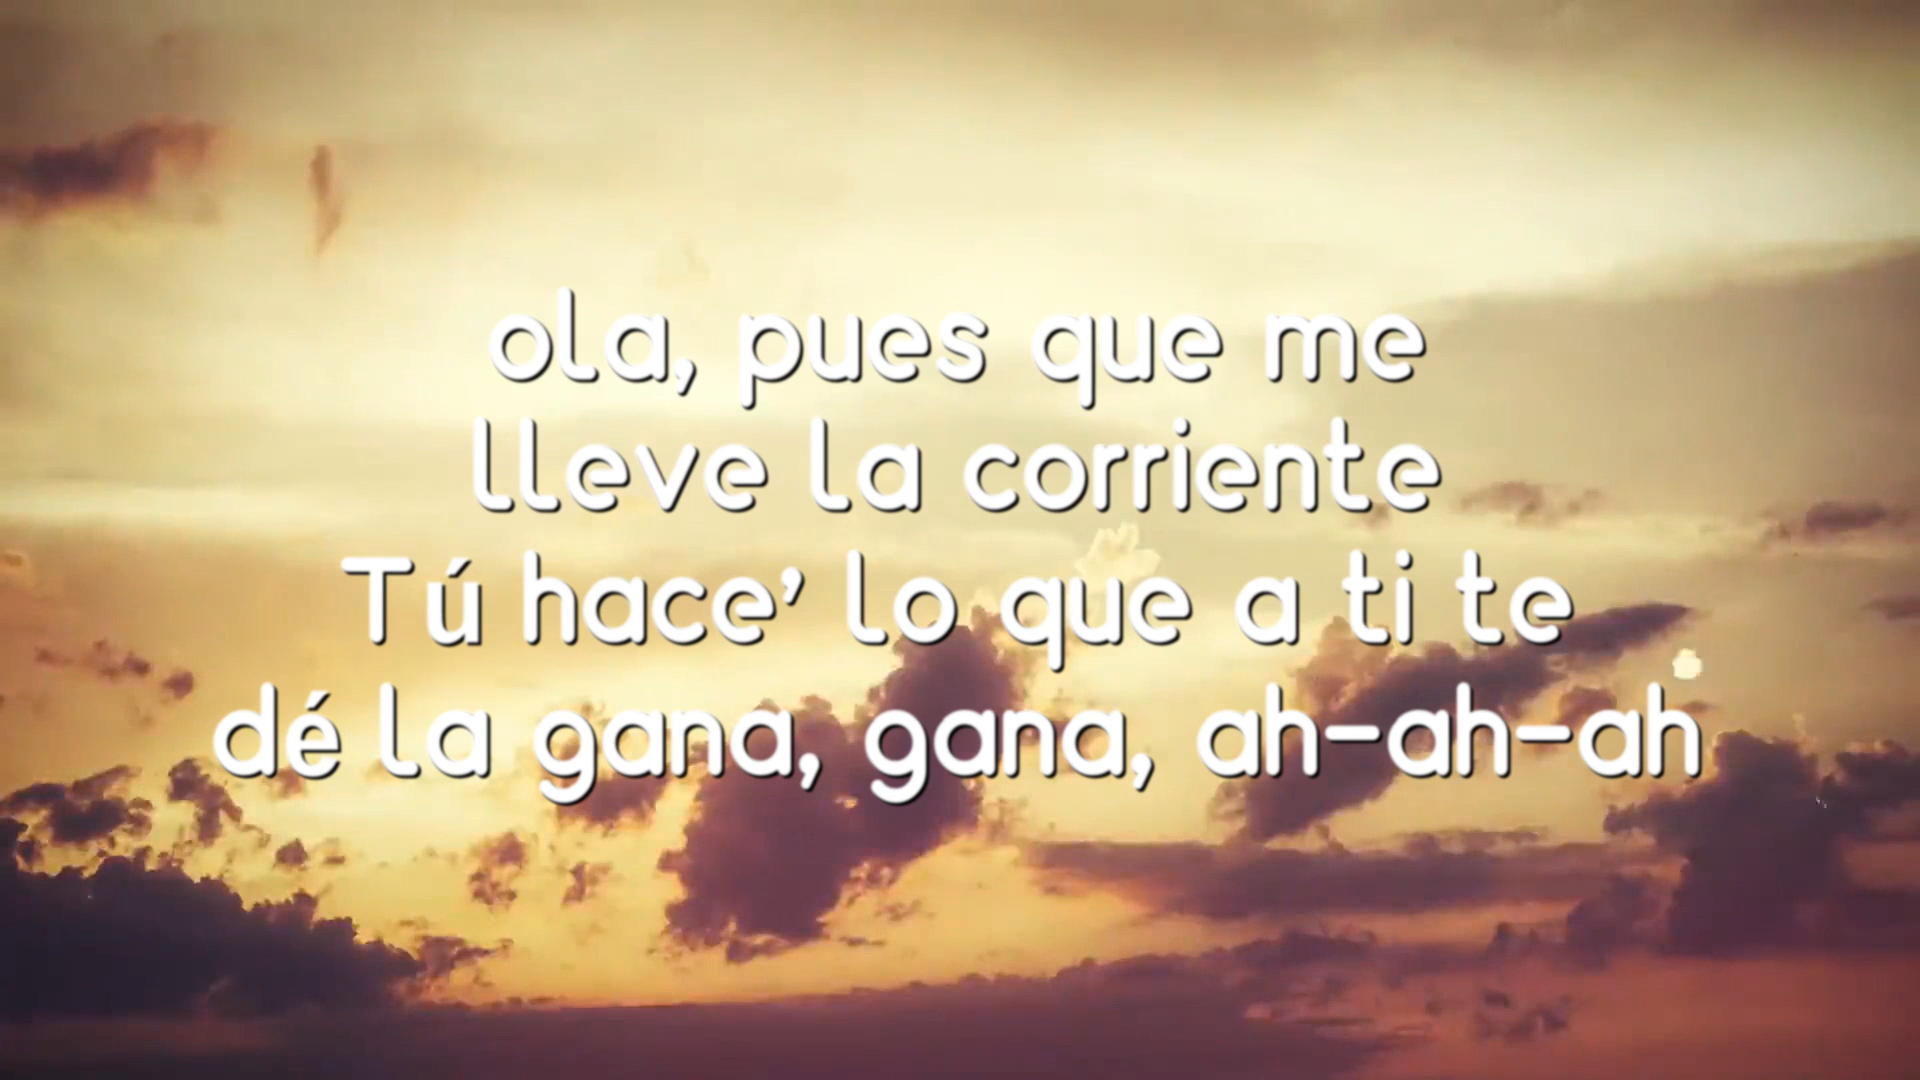 ola, pues que me
lleve la corriente
Tú hace' lo que a ti te
dé la gana, gana, ah-ah-ah